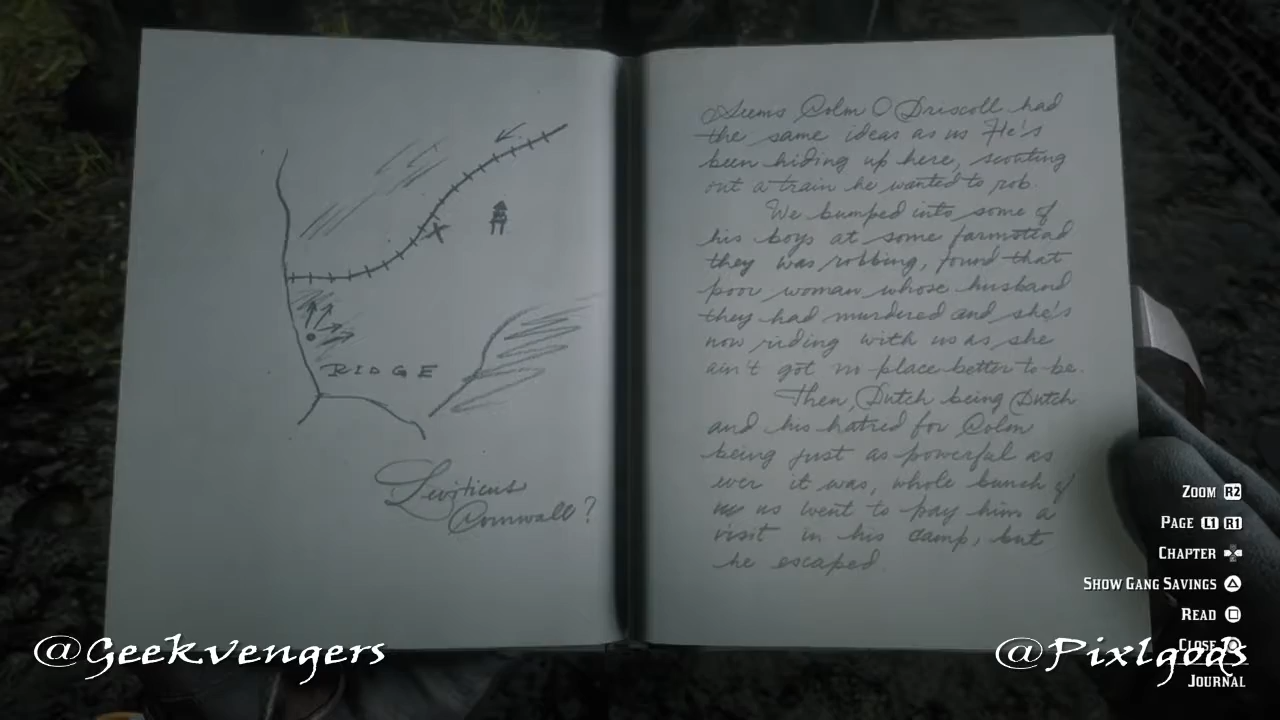 RIDGE
Leviticus
Cornwall?
Seems Colm O Driscoll had
the same ideas as us He's
been hiding up here, scouting
out a train he wanted to rob.
We bumped into some of
his boys at some farmstead
they was robbing, found that
poor woman whose husband
they had murdered and she's
now riding with us as she
ain't got no place better to be.
Then, Dutch being Dutch
and his hatred for Colm
being just as powerful as
ever it was, whole bunch of
us went to pay him a
visit in his camp, but
he escaped.
ZOOM R2
PAGE L1 R1
CHAPTER
SHOW GANG SAVINGS
READ
CLOSE
JOURNAL
@Geekvengers
@Pixlgods